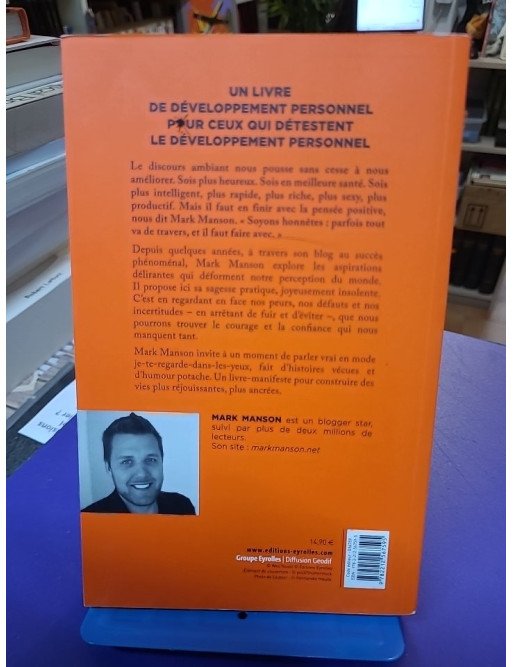 UN LIVRE
DE DÉVELOPPEMENT PERSONNEL
POUR CEUX QUI DÉTESTENT
LE DÉVELOPPEMENT PERSONNEL
Le discours ambiant nous pousse sans cesse à nous
améliorer. Sois plus heureux. Sois en meilleure santé. Sois
plus intelligent, plus rapide, plus riche, plus sexy, plus
productif. Mais il faut en finir avec la pensée positive,
nous dit Mark Manson. « Soyons honnêtes : parfois tout
va de travers, et il faut faire avec. »
Depuis quelques années, à travers son blog au succès
phénoménal, Mark Manson explore les aspirations
délirantes qui déforment notre perception du monde.
Il propose ici sa sagesse pratique, joyeusement insolente.
C'est en regardant en face nos peurs, nos défauts et nos
incertitudes – en arrêtant de fuir et d'éviter –, que nous
pourrons trouver le courage et la confiance qui nous
manquent tant.
Mark Manson invite à un moment de parler vrai en mode
je-te-regarde-dans-les-yeux, fait d'histoires vécues et
d'humour potache. Un livre-manifeste pour construire des
vies plus réjouissantes, plus ancrées.
MARK MANSON est un blogger star,
suivi par plus de deux millions de
lecteurs.
Son site : markmanson.net
14,90 €
www.editions-eyrolles.com
Groupe Eyrolles | Diffusion Geodif